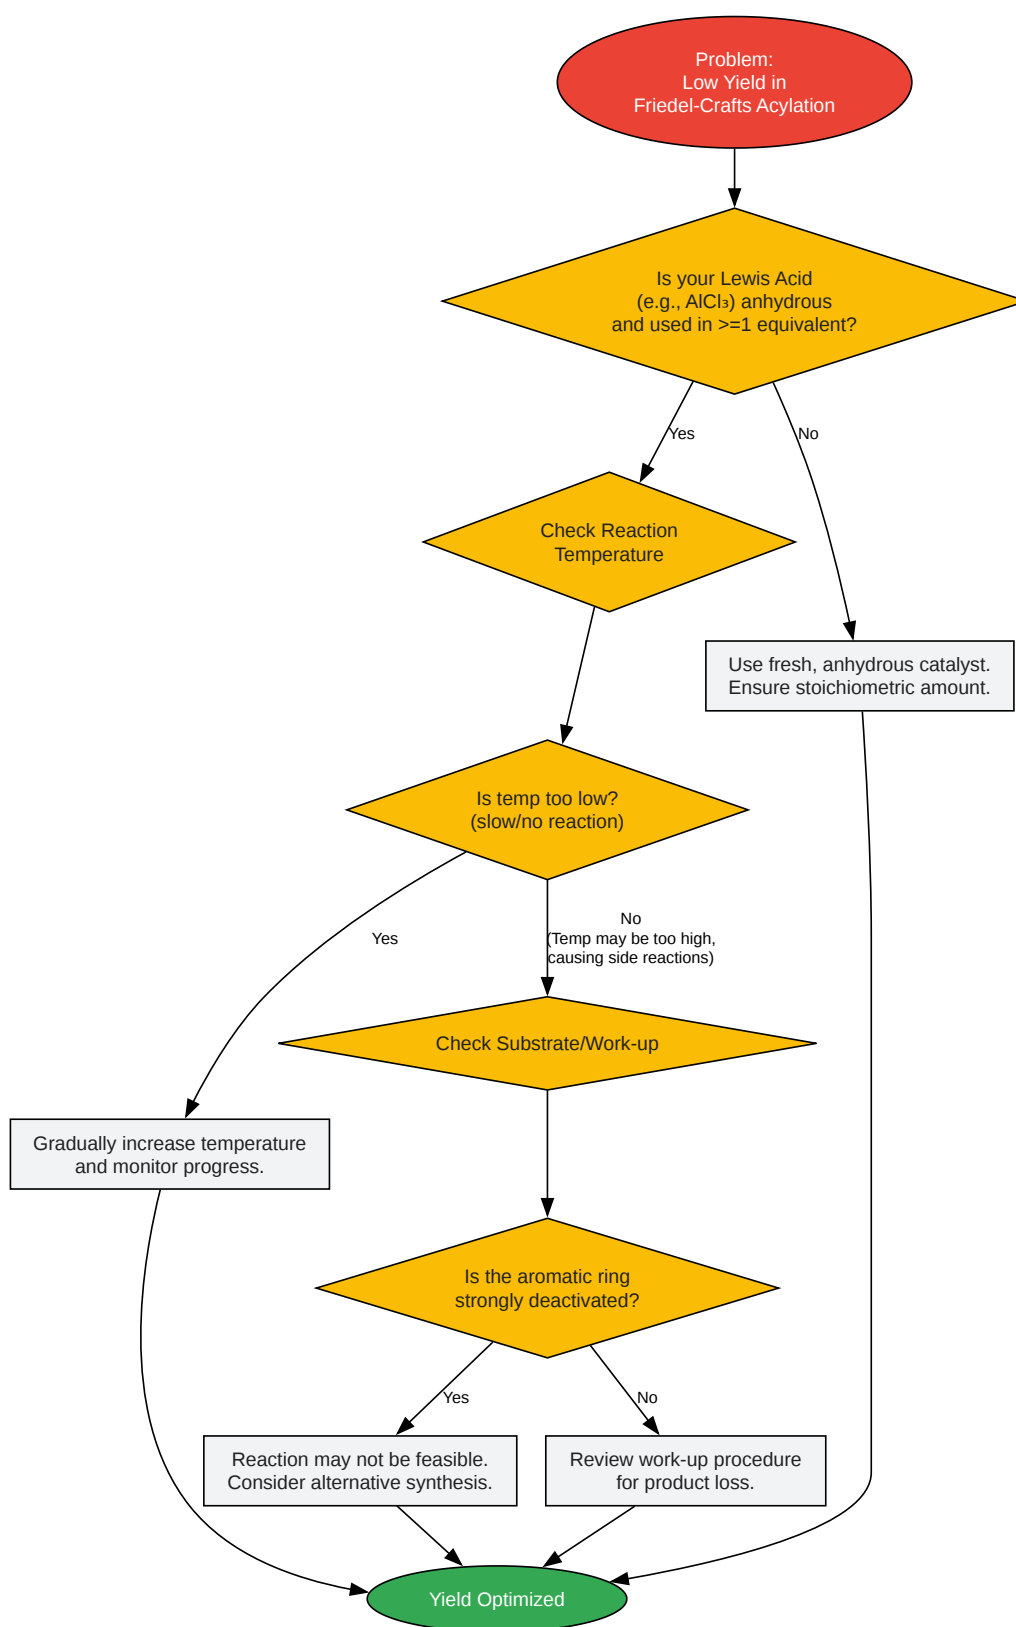 Problem:
Low Yield in
Friedel-Crafts Acylation
Is your Lewis Acid
(e.g., AlCl₃) anhydrous
and used in >=1 equivalent?
Yes
No
Check Reaction
Temperature
Use fresh, anhydrous catalyst.
Ensure stoichiometric amount.
Is temp too low?
(slow/no reaction)
Yes
No
(Temp may be too high,
causing side reactions)
Check Substrate/Work-up
Gradually increase temperature
and monitor progress.
Is the aromatic ring
strongly deactivated?
Yes
No
Reaction may not be feasible.
Consider alternative synthesis.
Review work-up procedure
for product loss.
Yield Optimized